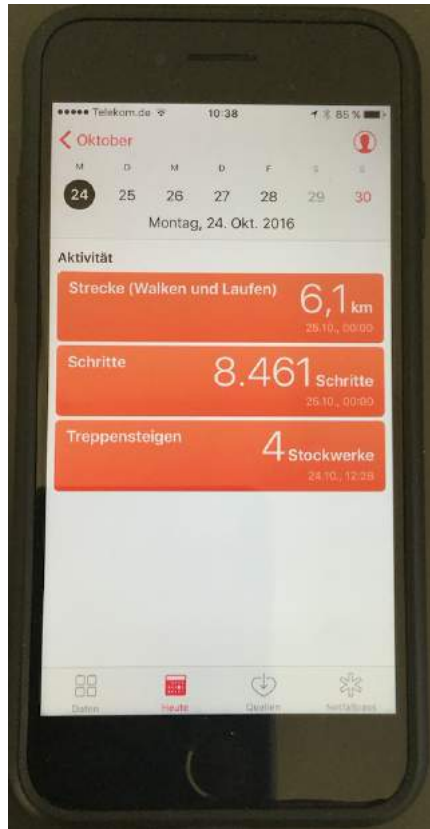 ●●●●● Telekom.de 10:38 85 %
Oktober
M D M D F S S
24 25 26 27 28 29 30
Montag, 24. Okt. 2016
Aktivität
Strecke (Walken und Laufen) 6,1 km
25.10., 00:00
Schritte 8.461 Schritte
25.10., 00:00
Treppensteigen 4 Stockwerke
24.10., 12:28
Daten Heute Quellen Notfallpass